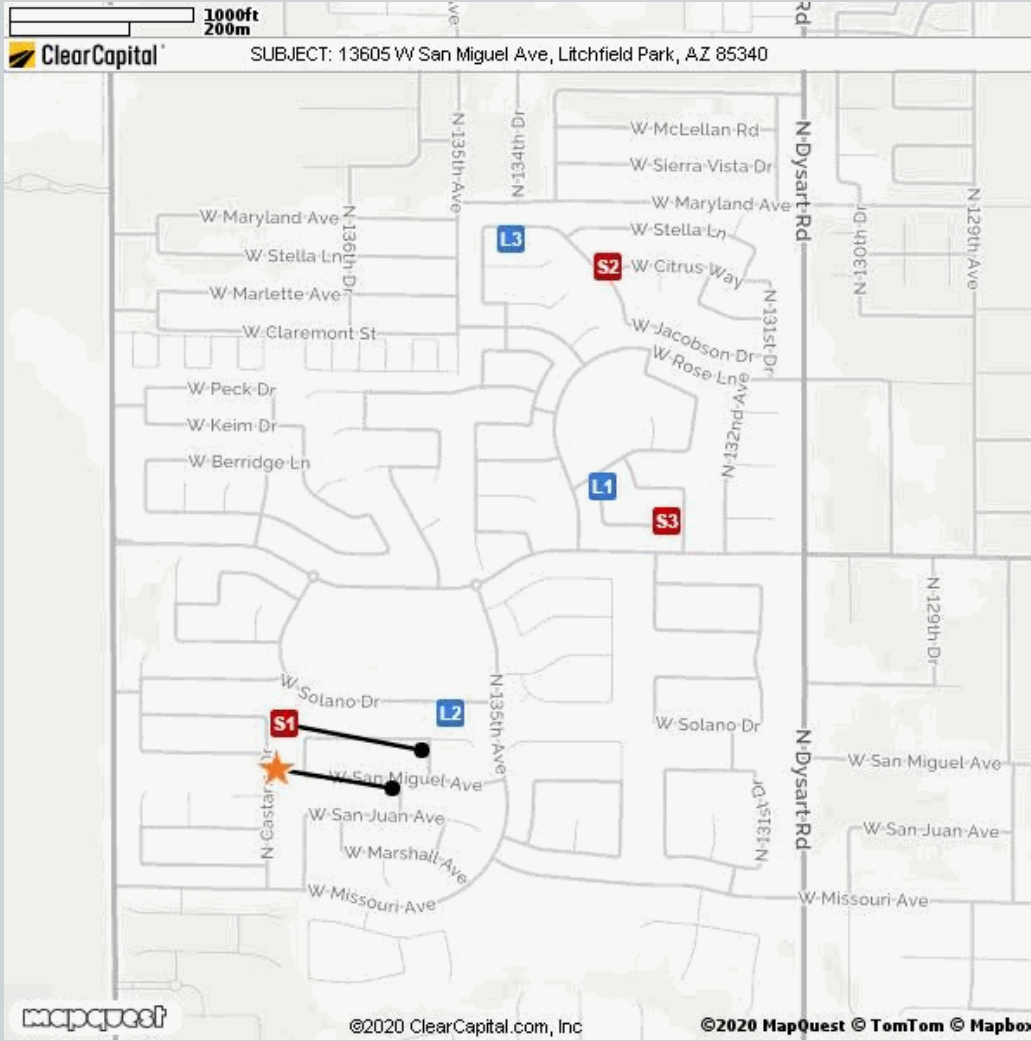 1000ft
200m
ve
Rd
ClearCapital
SUBJECT: 13605 W San Miguel Ave, Litchfield Park, AZ 85340
W McLellan Rd
N 135th Ave
N 134th Dr
N Dysart Rd
W Sierra Vista Dr
W Maryland Ave
W Maryland Ave
N 136th Dr
N 130th Dr
N 129th Ave
W Stella Ln
L3
W Stella Ln
S2
W Citrus Way
W Marlette Ave
N 131st Dr
W Claremont St
W Jacobson Dr
W Rose Ln
W Peck Dr
N 132nd Ave
W Keim Dr
W Berridge Ln
L1
S3
N 129th Dr
W Solano Dr
N 135th Ave
L2
S1
W Solano Dr
N Dysart Rd
W San Miguel Ave
W San Miguel Ave
N Castan
Dr
N 131st Dr
W San Juan Ave
W San Juan Ave
W Marshall Ave
W Missouri Ave
W Missouri Ave
mapquest
©2020 ClearCapital.com, Inc
©2020 MapQuest © TomTom © Mapbox